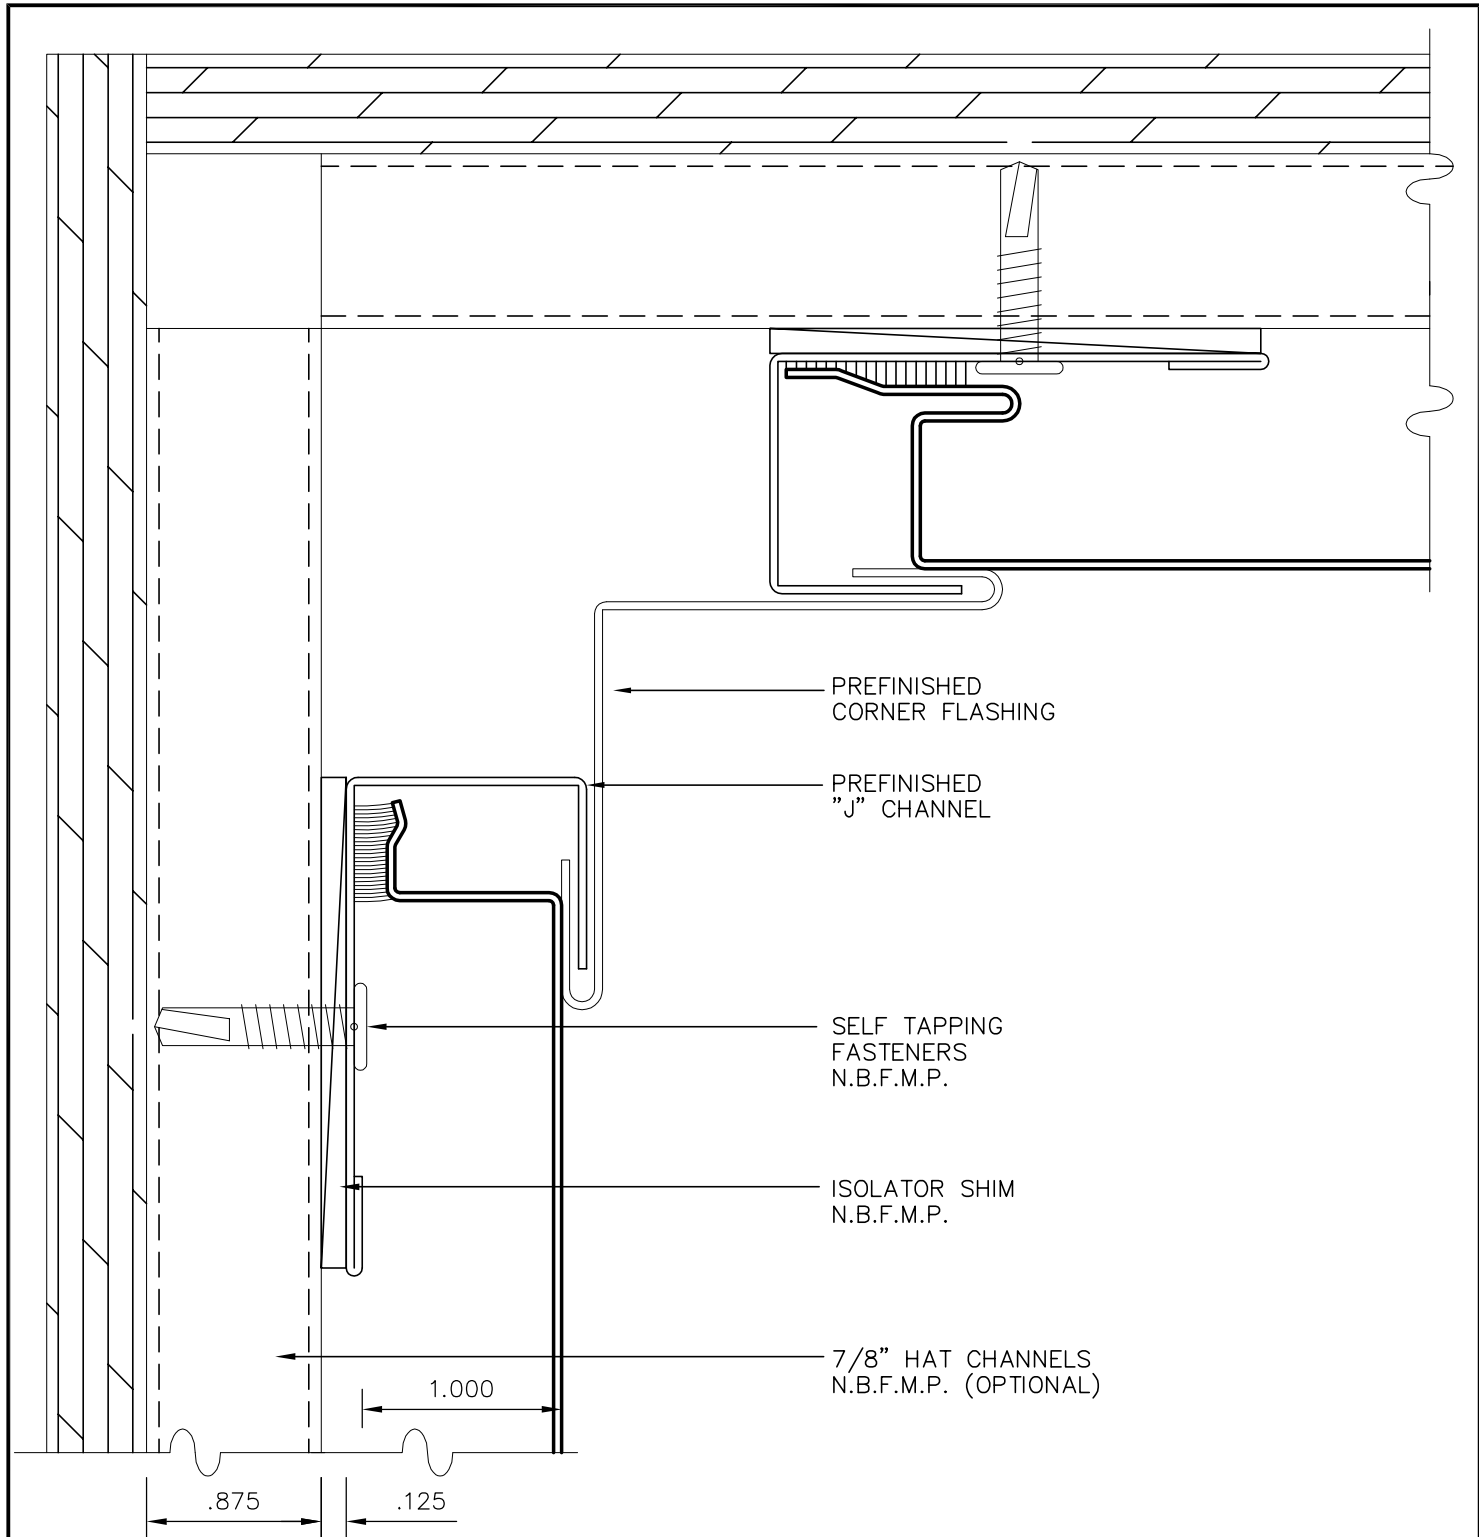 PREFINISHED
CORNER FLASHING
PREFINISHED
"J" CHANNEL
SELF TAPPING
FASTENERS
N.B.F.M.P.
ISOLATOR SHIM
N.B.F.M.P.
7/8" HAT CHANNELS
N.B.F.M.P. (OPTIONAL)
1.000
.875
.125